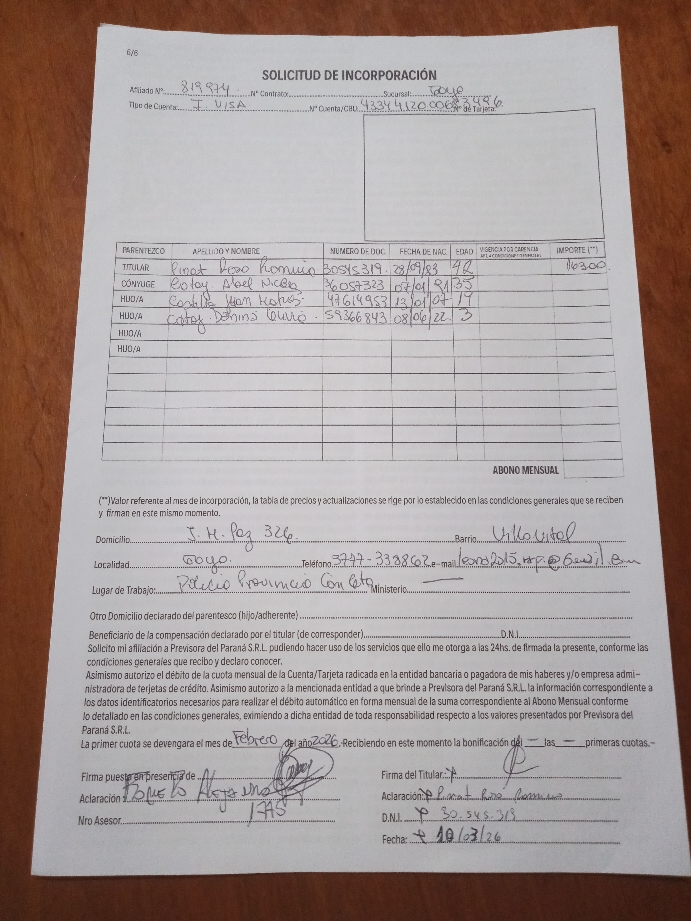 6/6
SOLICITUD DE INCORPORACIÓN
Afiliado Nº 819974 Nº Contrato: Sucursal: Goya
Tipo de Cuenta: T. VISA Nº Cuenta/CBU: Nº de Tarjeta:
PARENTEZCO APELLIDO Y NOMBRE NÚMERO DE DOC. FECHA DE NAC. EDAD VIGENCIA POR CARENCIA IMPORTE (**)
TITULAR Romina 30545319. 28/09/83 42 16300.
CÓNYUGE Abel 36057323 07/01/91 35
HIJO/A Juan 47614953 13/01/07 19
HIJO/A 59366843 08/06/22 3
HIJO/A
HIJO/A
ABONO MENSUAL
(**)Valor referente al mes de incorporación, la tabla de precios y actualizaciones se rige por lo establecido en las condiciones generales que se reciben
y firman en este mismo momento.
Domicilio J. M. Paz 326. Barrio Villa Vital
Localidad Goya. Teléfono 3777-333862 e-mail
Lugar de Trabajo: Policia Provincia Ministerio
Otro Domicilio declarado del parentesco (hijo/adherente)
Beneficiario de la compensación declarado por el titular (de corresponder) D.N.I.
Solicito mi afiliación a Previsora del Paraná S.R.L. pudiendo hacer uso de los servicios que ello me otorga a las 24hs. de firmada la presente, conforme las
condiciones generales que recibo y declaro conocer.
Asimismo autorizo el débito de la cuota mensual de la Cuenta/Tarjeta radicada en la entidad bancaria o pagadora de mis haberes y/o empresa admi-
nistradora de terjetas de crédito. Asimismo autorizo a la mencionada entidad a que brinde a Previsora del Paraná S.R.L. la información correspondiente a
los datos identificatorios necesarios para realizar el débito automático en forma mensual de la suma correspondiente al Abono Mensual conforme
lo detallado en las condiciones generales, eximiendo a dicha entidad de toda responsabilidad respecto a los valores presentados por Previsora del
Paraná S.R.L.
La primer cuota se devengara el mes de Febrero del año 2026. Recibiendo en este momento la bonificación del — las — primeras cuotas.-
Firma puesta en presencia de Firma del Titular:
Aclaración Aclaración:
Nro Asesor D.N.I. 30.545.319
Fecha: 10/03/26